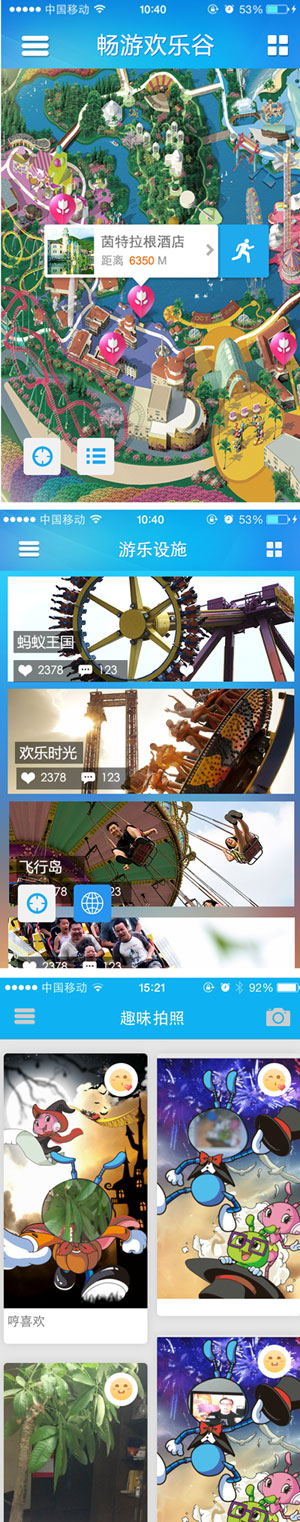 中国移动 10:40 53%
畅游欢乐谷
茵特拉根酒店
距离 6350 M
中国移动 10:40 53%
游乐设施
蚂蚁王国
2378 123
欢乐时光
2378 123
飞行岛
2378 123
中国移动 15:21 92%
趣味拍照
哼喜欢